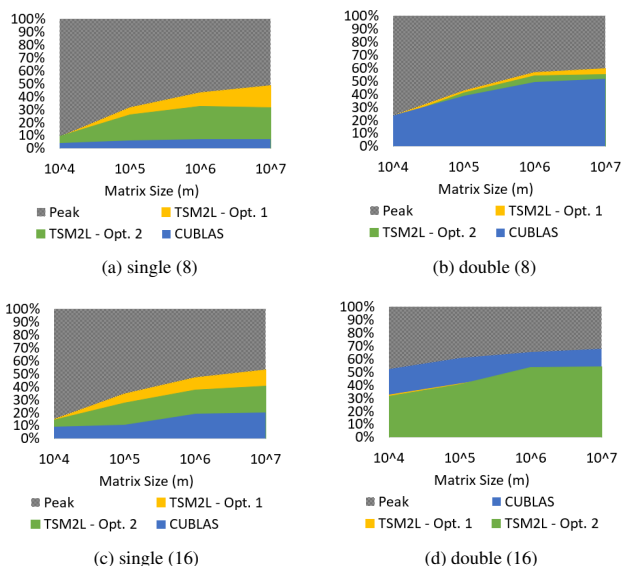 100%
90%
80%
70%
60%
50%
40%
30%
20%
10%
0%
10^4 10^5 10^6 10^7
Matrix Size (m)
Peak TSM2L - Opt. 1
TSM2L - Opt. 2 CUBLAS
(a) single (8)
100%
90%
80%
70%
60%
50%
40%
30%
20%
10%
0%
10^4 10^5 10^6 10^7
Matrix Size (m)
Peak TSM2L - Opt. 1
TSM2L - Opt. 2 CUBLAS
(b) double (8)
100%
90%
80%
70%
60%
50%
40%
30%
20%
10%
0%
10^4 10^5 10^6 10^7
Matrix Size (m)
Peak TSM2L - Opt. 1
TSM2L - Opt. 2 CUBLAS
(c) single (16)
100%
90%
80%
70%
60%
50%
40%
30%
20%
10%
0%
10^4 10^5 10^6 10^7
Matrix Size (m)
Peak CUBLAS
TSM2L - Opt. 1 TSM2L - Opt. 2
(d) double (16)